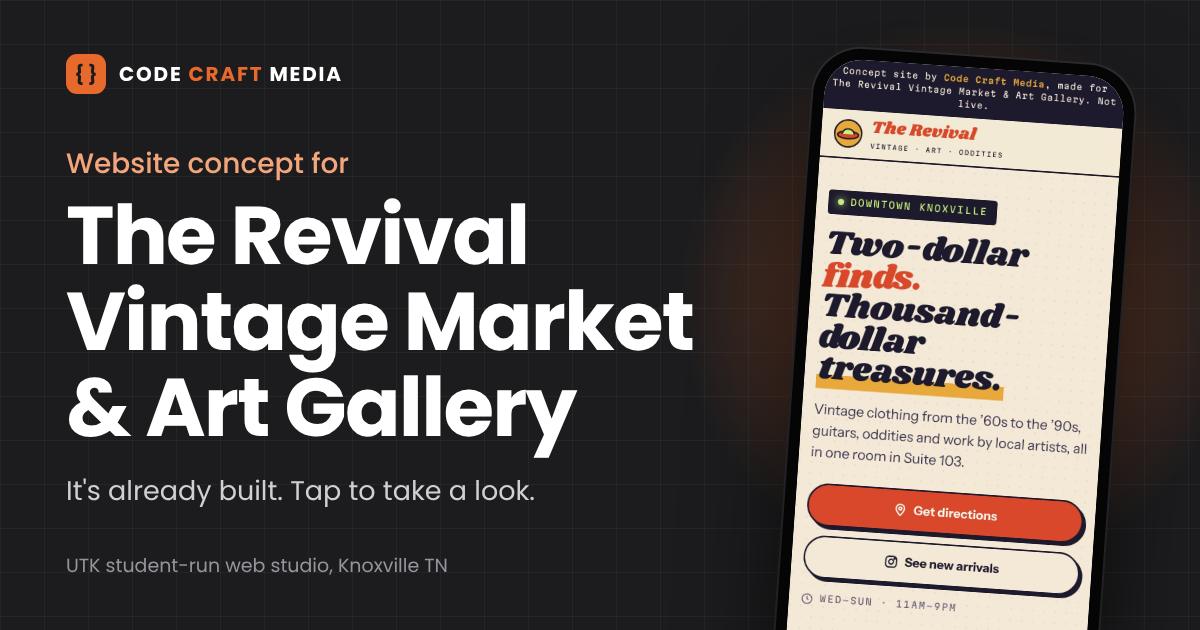 { } CODE CRAFT MEDIA
Website concept for
The Revival
Vintage Market
& Art Gallery
It's already built. Tap to take a look.
UTK student-run web studio, Knoxville TN
Concept site by Code Craft Media, made for
The Revival Vintage Market & Art Gallery. Not
live.
The Revival
VINTAGE · ART · ODDITIES
DOWNTOWN KNOXVILLE
Two-dollar
finds.
Thousand-
dollar
treasures.
Vintage clothing from the ’60s to the ’90s,
guitars, oddities and work by local artists, all
in one room in Suite 103.
Get directions
See new arrivals
WED–SUN · 11AM–9PM